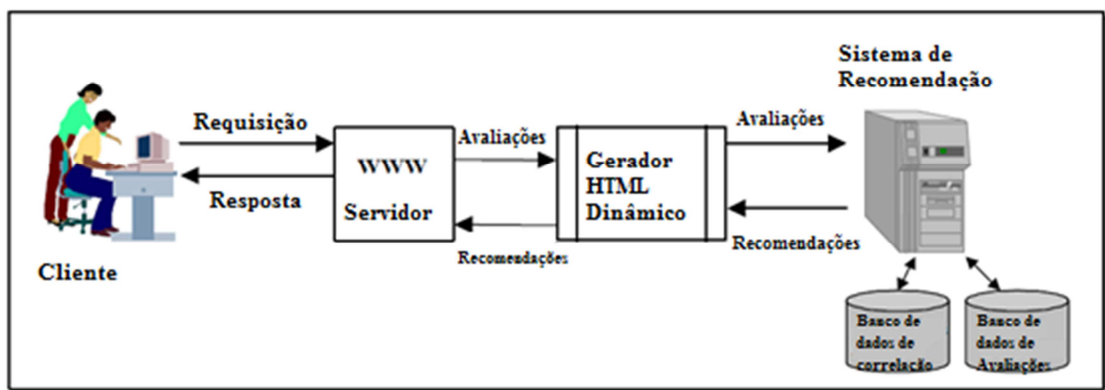 Sistema de
Recomendação
Requisição
Resposta
Cliente
WWW
Servidor
Avaliações
Recomendações
Gerador
HTML
Dinâmico
Avaliações
Recomendações
Banco de
dados de
correlação
Banco de
dados de
Avaliações